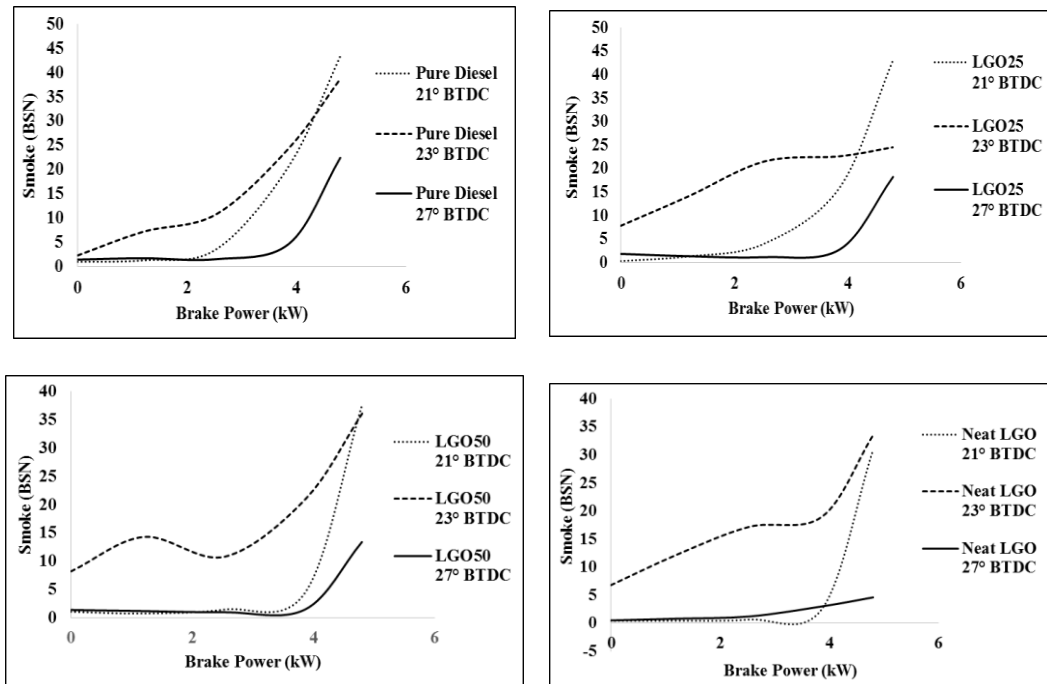 50
45
40
35
30
25
20
15
10
5
0
Smoke (BSN)
0 2 4 6
Brake Power (kW)
Pure Diesel
21° BTDC
Pure Diesel
23° BTDC
Pure Diesel
27° BTDC
50
45
40
35
30
25
20
15
10
5
0
Smoke (BSN)
0 2 4 6
Brake Power (kW)
LGO25
21° BTDC
LGO25
23° BTDC
LGO25
27° BTDC
40
35
30
25
20
15
10
5
0
Smoke (BSN)
0 2 4 6
Brake Power (kW)
LGO50
21° BTDC
LGO50
23° BTDC
LGO50
27° BTDC
40
35
30
25
20
15
10
5
0
-5
Smoke (BSN)
0 2 4 6
Brake Power (kW)
Neat LGO
21° BTDC
Neat LGO
23° BTDC
Neat LGO
27° BTDC